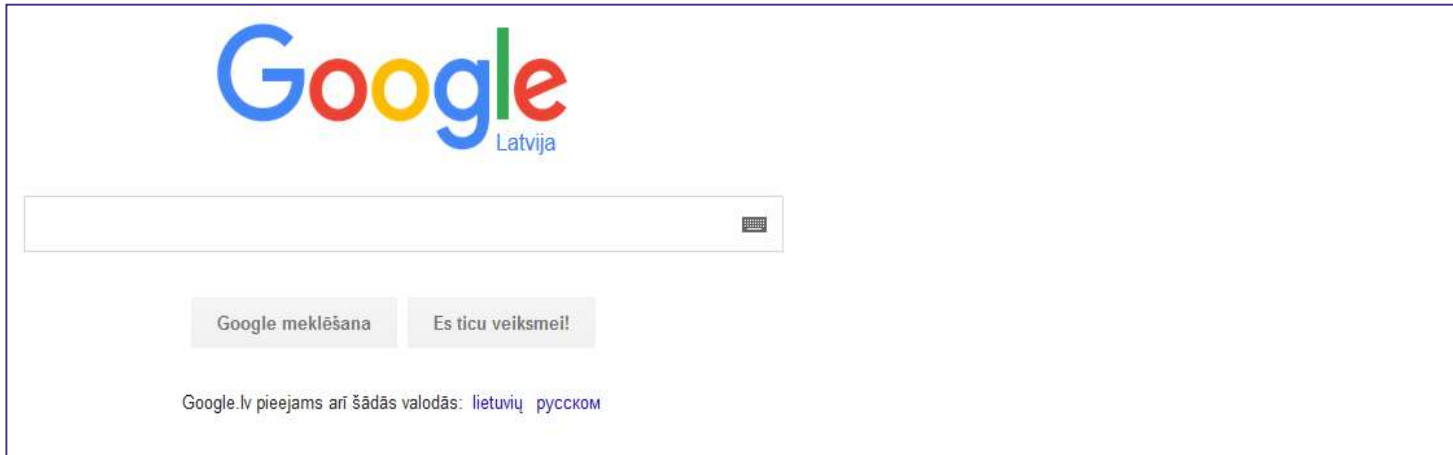 Google
Latvija
Google meklēšana Es ticu veiksmei!
Google.lv pieejams arī šādās valodās: lietuvių русском